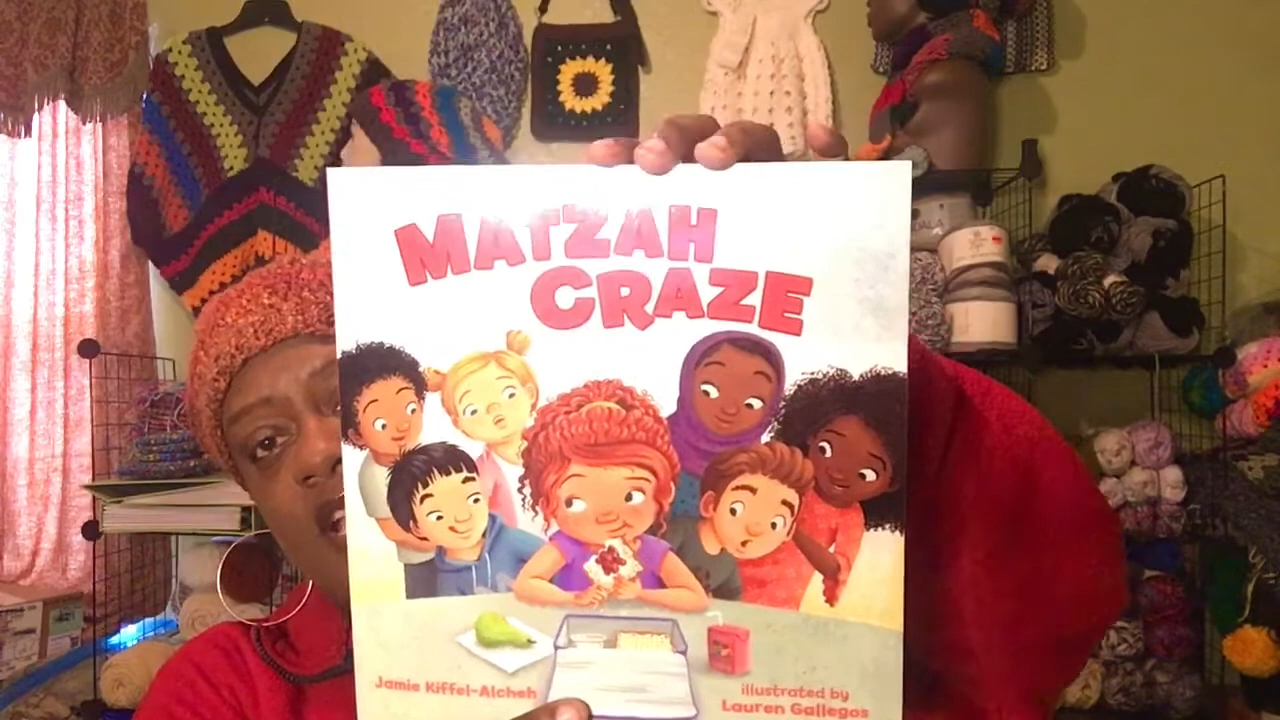 MATZAH
CRAZE
Jamie Kiffel-Alcheh
illustrated by
Lauren Gallegos